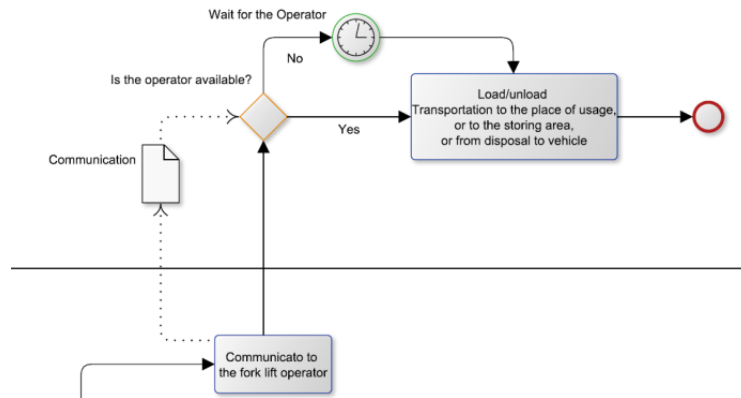 Wait for the Operator
No
Is the operator available?
Load/unload
Transportation to the place of usage,
or to the storing area,
or from disposal to vehicle
Yes
Communication
Communicato to
the fork lift operator